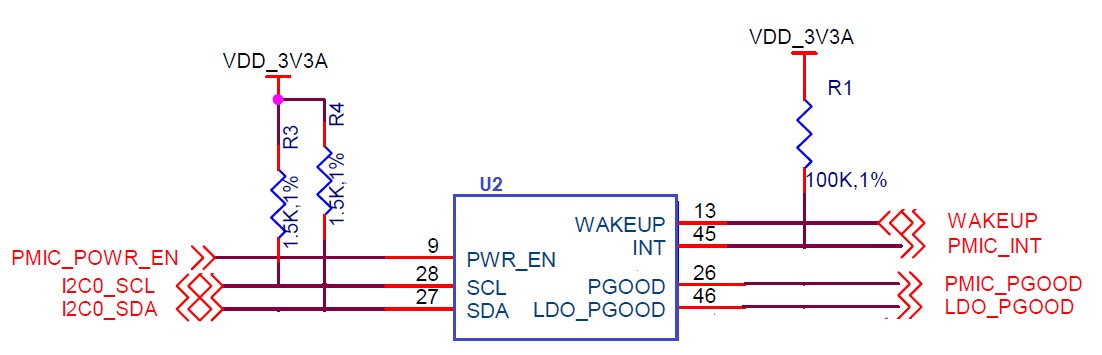 VDD_3V3A
VDD_3V3A
R1
R4
R3
1.5K,1%
1.5K,1%
100K,1%
U2
PMIC_POWR_EN
9
PWR_EN
I2C0_SCL
28
SCL
I2C0_SDA
27
SDA
WAKEUP
13
WAKEUP
INT
45
PMIC_INT
PGOOD
26
PMIC_PGOOD
LDO_PGOOD
46
LDO_PGOOD